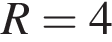 R = 4